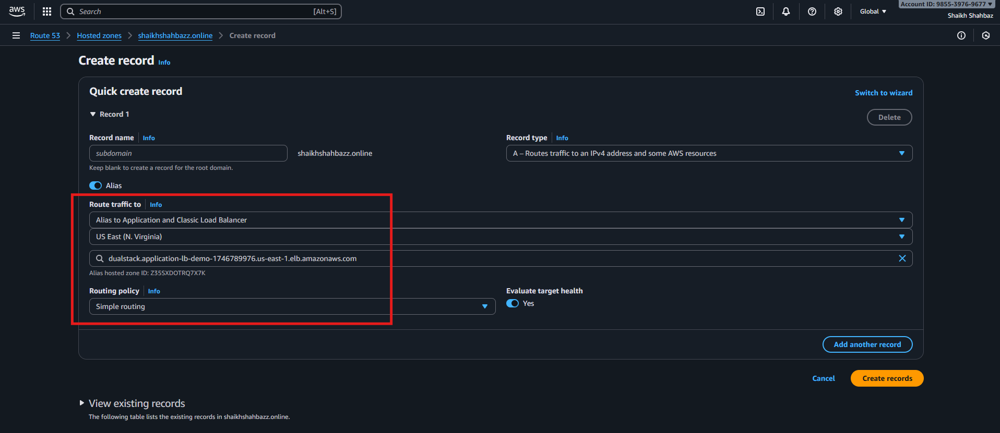 aws
Search [Alt+S]
Global
Account ID: 9855-3976-9677
Shaikh Shahbaz
Route 53 Hosted zones shaikhshahbazz.online Create record
Create record Info
Quick create record
Switch to wizard
Record 1
Delete
Record name Info
Record type Info
subdomain shaikhshahbazz.online
A – Routes traffic to an IPv4 address and some AWS resources
Keep blank to create a record for the root domain.
Alias
Route traffic to Info
Alias to Application and Classic Load Balancer
US East (N. Virginia)
dualstack.application-lb-demo-1746789976.us-east-1.elb.amazonaws.com
Alias hosted zone ID: Z35SXDOTRQ7X7K
Routing policy Info
Evaluate target health
Simple routing
Yes
Add another record
Cancel
Create records
View existing records
The following table lists the existing records in shaikhshahbazz.online.